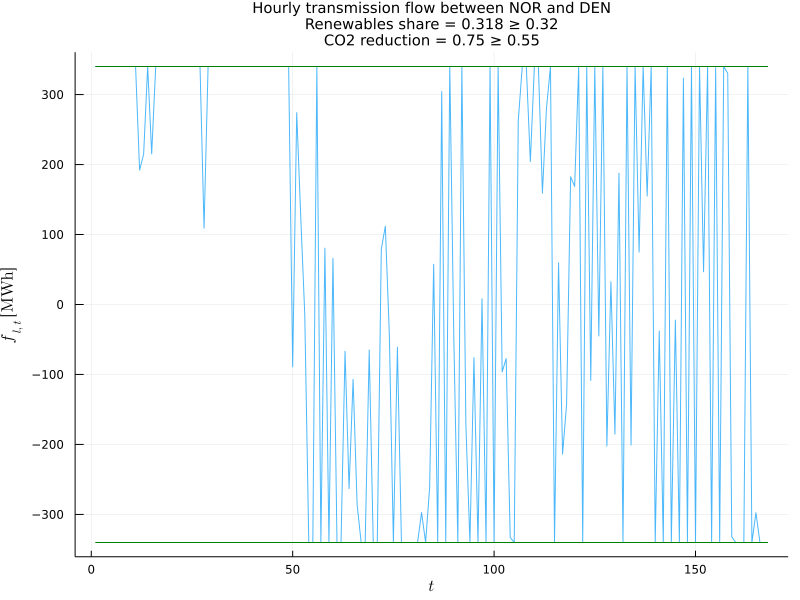 Hourly transmission flow between NOR and DEN
Renewables share = 0.318 ≥ 0.32
CO2 reduction = 0.75 ≥ 0.55
300
200
100
0
−100
−200
−300
f_{l,t} [MWh]
0 50 100 150
t